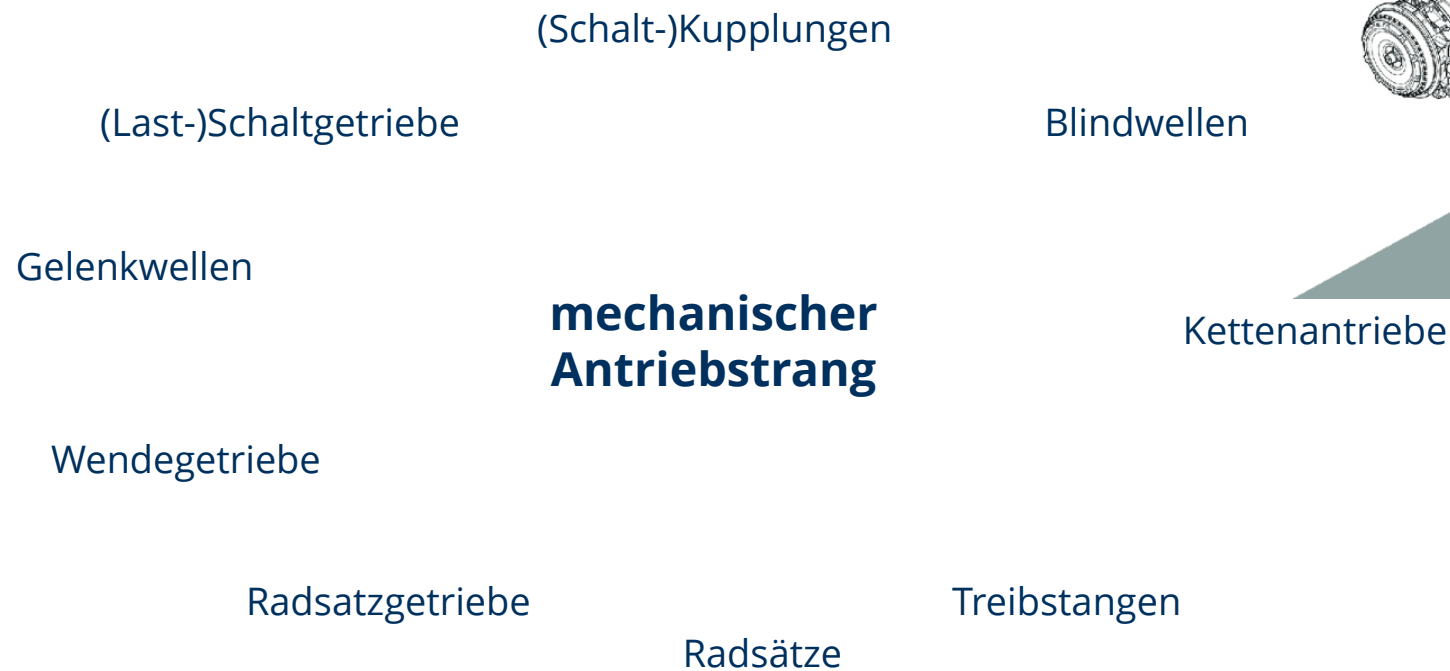 (Schalt-)Kupplungen
(Last-)Schaltgetriebe
Blindwellen
Gelenkwellen
mechanischer
Antriebstrang
Kettenantriebe
Wendegetriebe
Radsatzgetriebe
Treibstangen
Radsätze